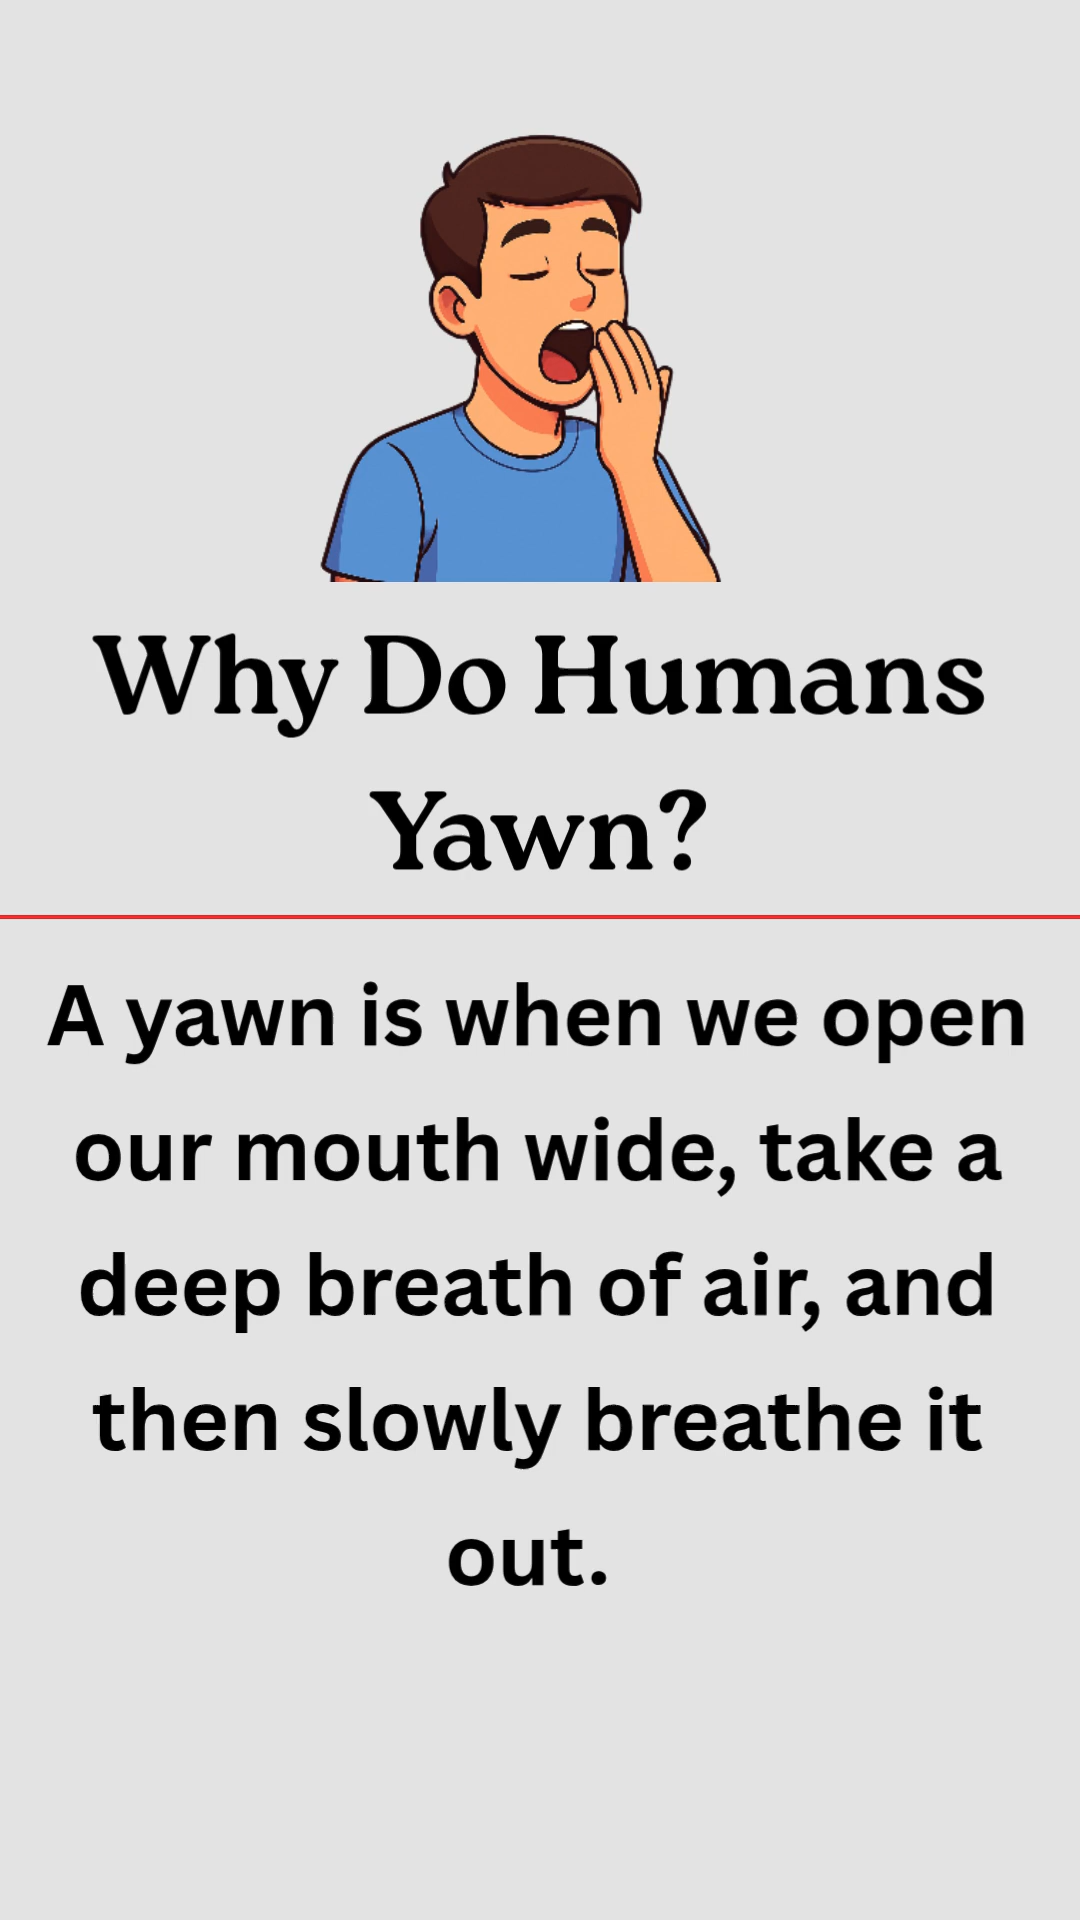 Why Do Humans
Yawn?
A yawn is when we open
our mouth wide, take a
deep breath of air, and
then slowly breathe it
out.